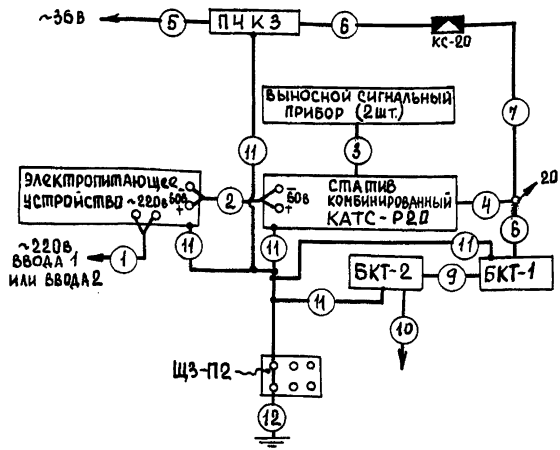 ~36В
5
ПЧКЗ
6
КС-20
ВЫНОСНОЙ СИГНАЛЬНЫЙ
ПРИБОР (2ШТ.)
7
11
3
ЭЛЕКТРОПИТАЮЩЕЕ
УСТРОЙСТВО ~220В
–
60В
+
2
–
60В
+
СТАТИВ
КОМБИНИРОВАННЫЙ
КАТС-Р20
4
20
~220В
ВВОДА 1
ИЛИ ВВОДА 2
1
11
11
11
6
БКТ-2
9
БКТ-1
11
10
ЩЗ-П2
12